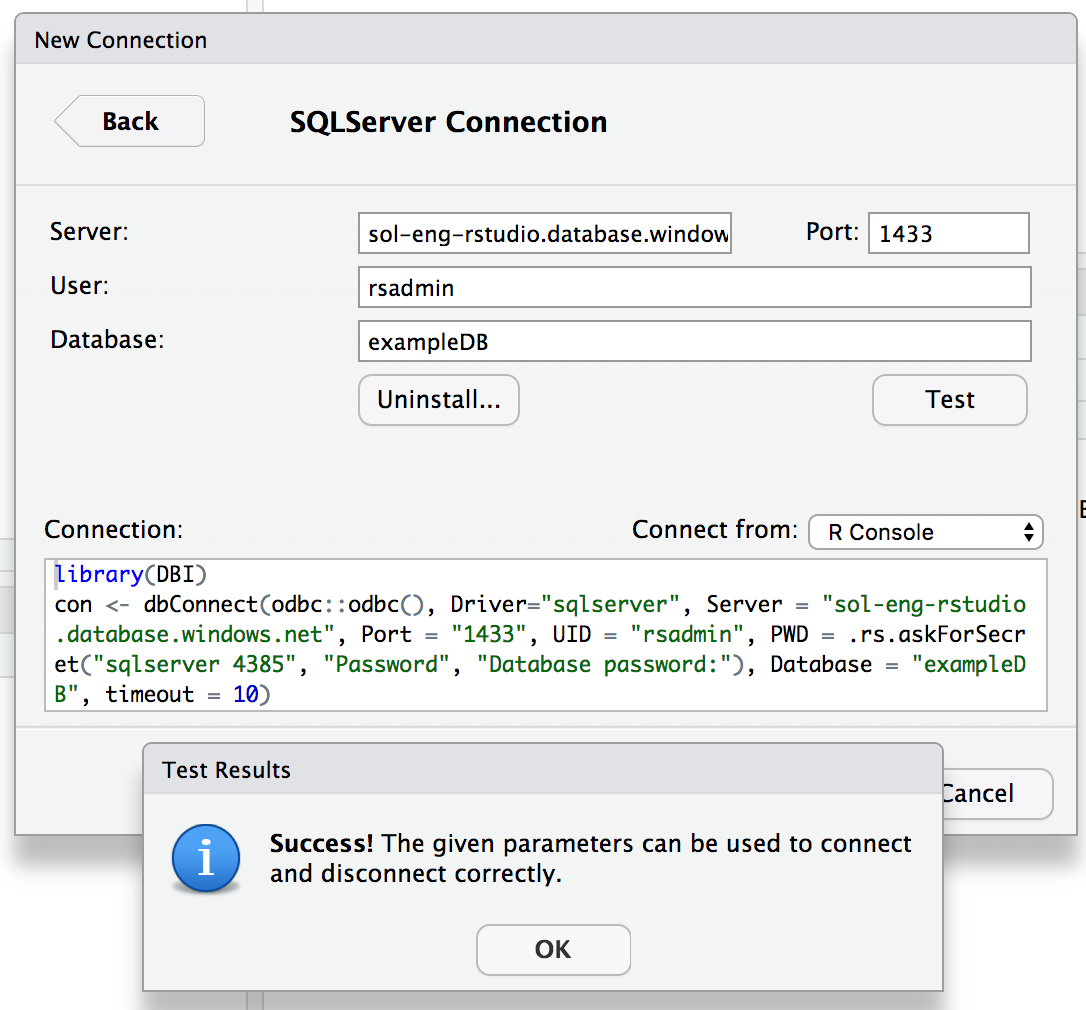 New Connection
Back
SQLServer Connection
Server:
sol-eng-rstudio.database.window
Port:
1433
User:
rsadmin
Database:
exampleDB
Uninstall...
Test
Connection:
Connect from:
R Console
library(DBI)
con <- dbConnect(odbc::odbc(), Driver="sqlserver", Server = "sol-eng-rstudio
.database.windows.net", Port = "1433", UID = "rsadmin", PWD = .rs.askForSecr
et("sqlserver 4385", "Password", "Database password:"), Database = "exampleD
B", timeout = 10)
Cancel
Test Results
Success! The given parameters can be used to connect
and disconnect correctly.
OK